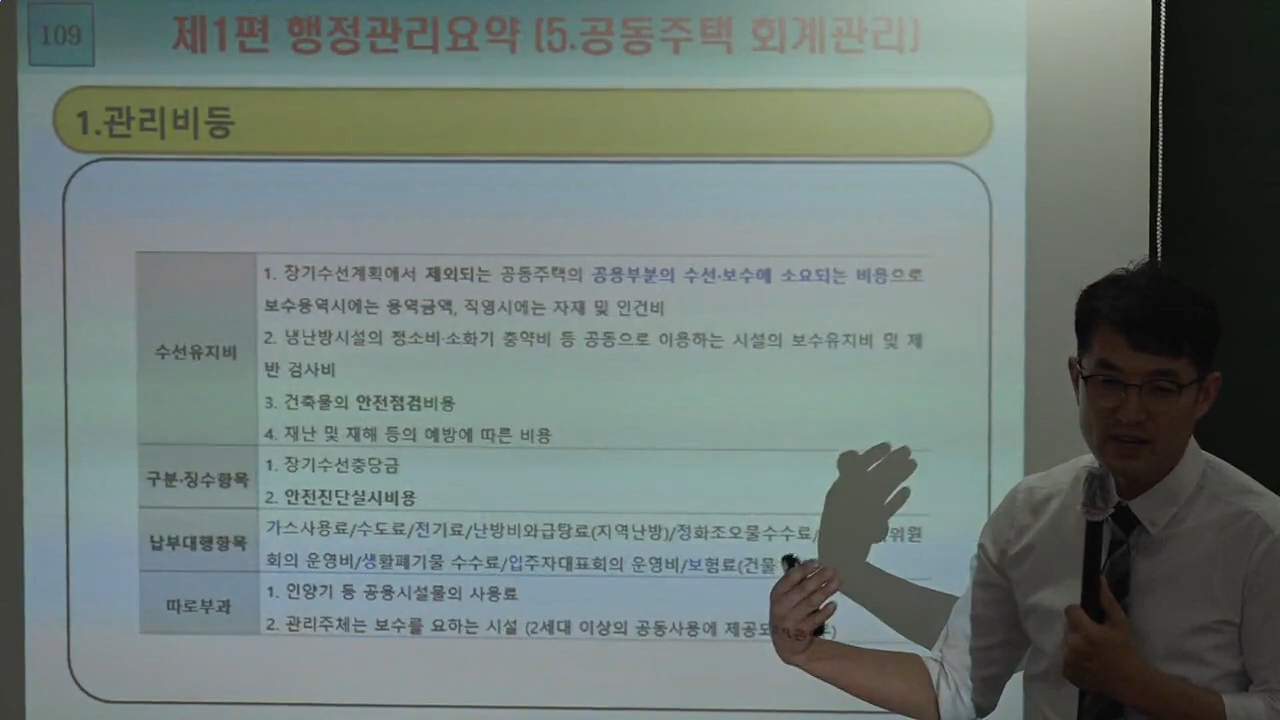 109
제1편 행정관리요약 (5.공동주택 회계관리)
1.관리비등
수선유지비
1. 장기수선계획에서 제외되는 공동주택의 공용부분의 수선·보수에 소요되는 비용으로
보수용역시에는 용역금액, 직영시에는 자재 및 인건비
2. 냉난방시설의 청소비·소화기 충약비 등 공동으로 이용하는 시설의 보수유지비 및 제
반 검사비
3. 건축물의 안전점검비용
4. 재난 및 재해 등의 예방에 따른 비용
구분·징수항목
1. 장기수선충당금
2. 안전진단실시비용
납부대행항목
가스사용료/수도료/전기료/난방비와급탕료(지역난방)/정화조오물수수료/
위원
회의 운영비/생활폐기물 수수료/입주자대표회의 운영비/보험료(건물
따로부과
1. 인양기 등 공용시설물의 사용료
2. 관리주체는 보수를 요하는 시설 (2세대 이상의 공동사용에 제공되